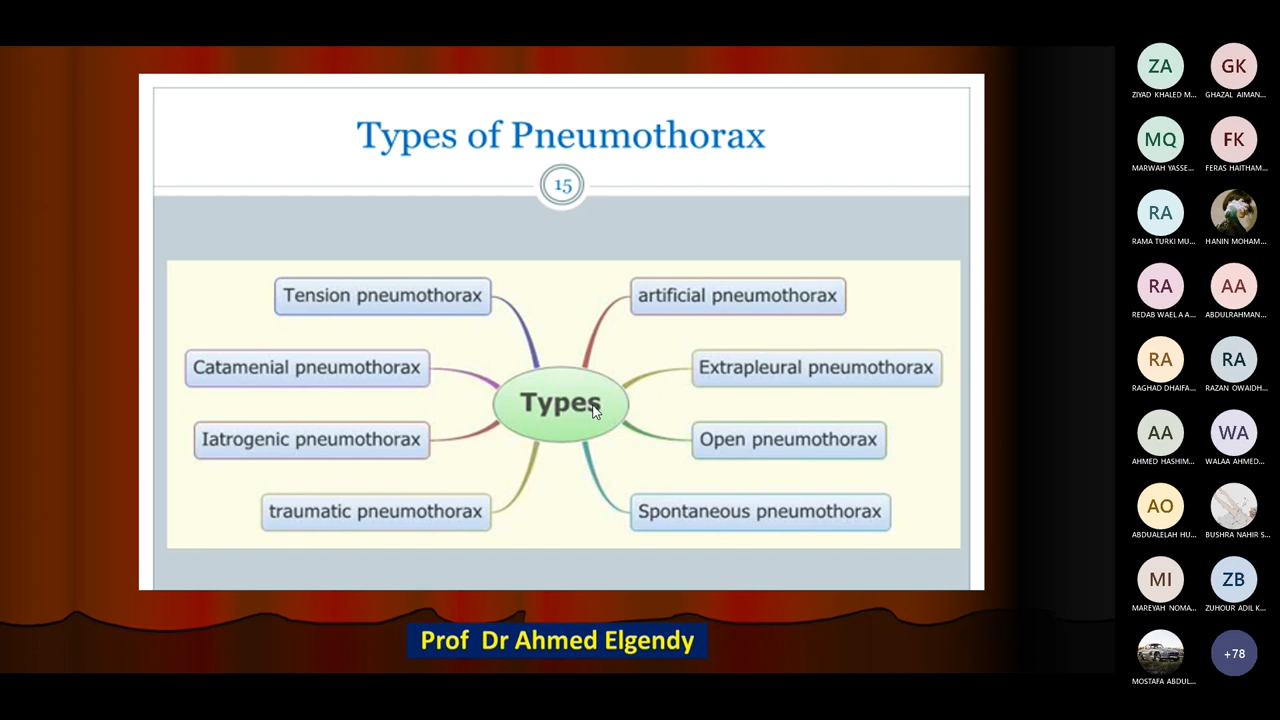 Types of Pneumothorax
15
Tension pneumothorax
artificial pneumothorax
Catamenial pneumothorax
Extrapleural pneumothorax
Types
Iatrogenic pneumothorax
Open pneumothorax
traumatic pneumothorax
Spontaneous pneumothorax
Prof Dr Ahmed Elgendy
ZA
ZIYAD KHALED M...
GK
GHAZAL AIMAN...
MQ
MARWAH YASSE...
FK
FERAS HAITHAM...
RA
RAMA TURKI MU...
HANIN MOHAM...
RA
REDAB WAEL A A...
AA
ABDULRAHMAN...
RA
RAGHAD DHAIFA...
RA
RAZAN OWAIDH...
AA
AHMED HASHIM...
WA
WALAA AHMED...
AO
ABDUALELAH HU...
BUSHRA NAHIR S...
MI
MAREYAH NOMA...
ZB
ZUHOUR ADIL K...
MOSTAFA ABDUL...
+78